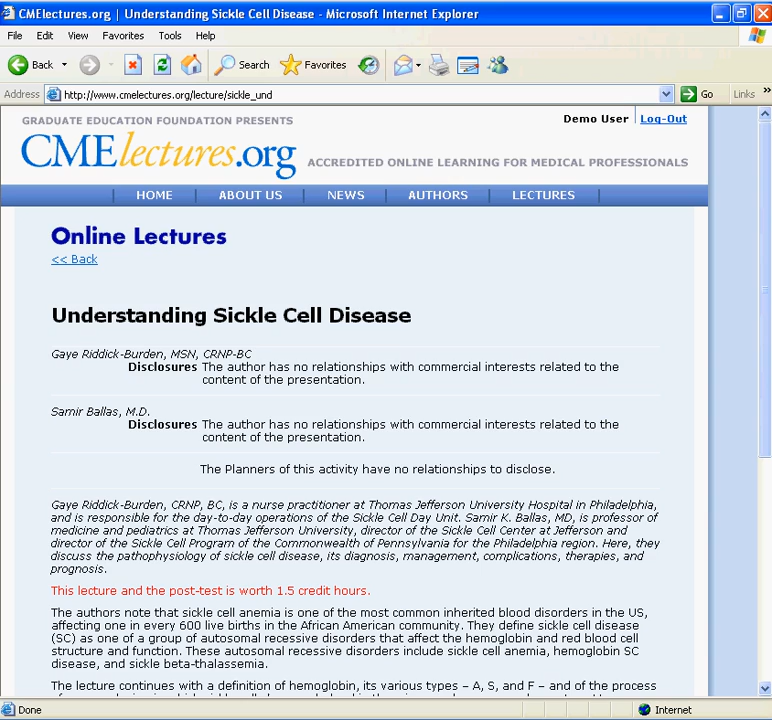 CMElectures.org | Understanding Sickle Cell Disease - Microsoft Internet Explorer
File Edit View Favorites Tools Help
Back Search Favorites
Address http://www.cmelectures.org/lecture/sickle_und Go Links »
GRADUATE EDUCATION FOUNDATION PRESENTS
Demo User Log-Out
CMElectures.org ACCREDITED ONLINE LEARNING FOR MEDICAL PROFESSIONALS
HOME ABOUT US NEWS AUTHORS LECTURES
Online Lectures
<< Back
Understanding Sickle Cell Disease
Gaye Riddick-Burden, MSN, CRNP-BC
Disclosures The author has no relationships with commercial interests related to the
content of the presentation.
Samir Ballas, M.D.
Disclosures The author has no relationships with commercial interests related to the
content of the presentation.
The Planners of this activity have no relationships to disclose.
Gaye Riddick-Burden, CRNP, BC, is a nurse practitioner at Thomas Jefferson University Hospital in Philadelphia,
and is responsible for the day-to-day operations of the Sickle Cell Day Unit. Samir K. Ballas, MD, is professor of
medicine and pediatrics at Thomas Jefferson University, director of the Sickle Cell Center at Jefferson and
director of the Sickle Cell Program of the Commonwealth of Pennsylvania for the Philadelphia region. Here, they
discuss the pathophysiology of sickle cell disease, its diagnosis, management, complications, therapies, and
prognosis.
This lecture and the post-test is worth 1.5 credit hours.
The authors note that sickle cell anemia is one of the most common inherited blood disorders in the US,
affecting one in every 600 live births in the African American community. They define sickle cell disease
(SC) as one of a group of autosomal recessive disorders that affect the hemoglobin and red blood cell
structure and function. These autosomal recessive disorders include sickle cell anemia, hemoglobin SC
disease, and sickle beta-thalassemia.
The lecture continues with a definition of hemoglobin, its various types – A, S, and F – and of the process
Done Internet